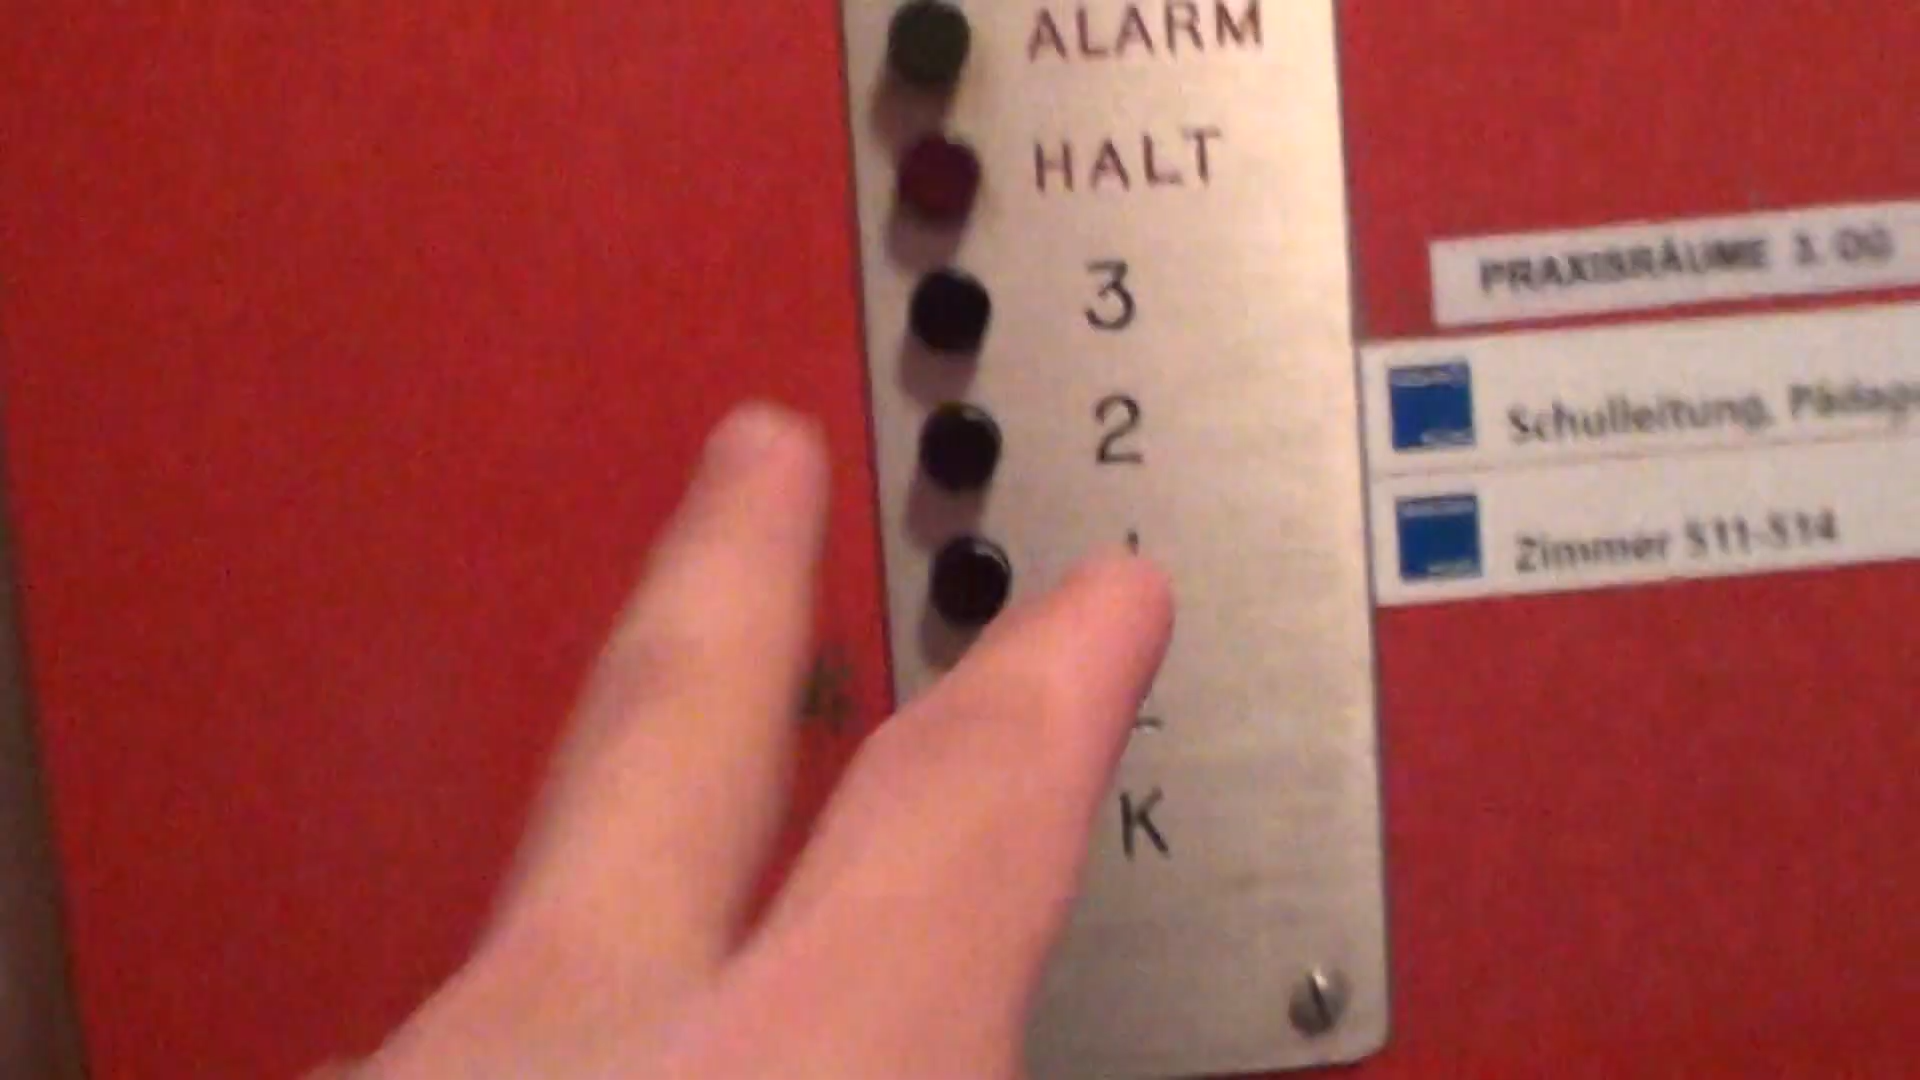 ALARM
HALT
3
PRAXISRÄUME 3. OG
2
Schulleitung,
Zimmer 511-514
K